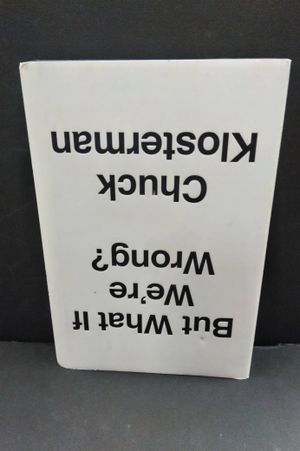 But What If
We're
Wrong?
Chuck
Klosterman